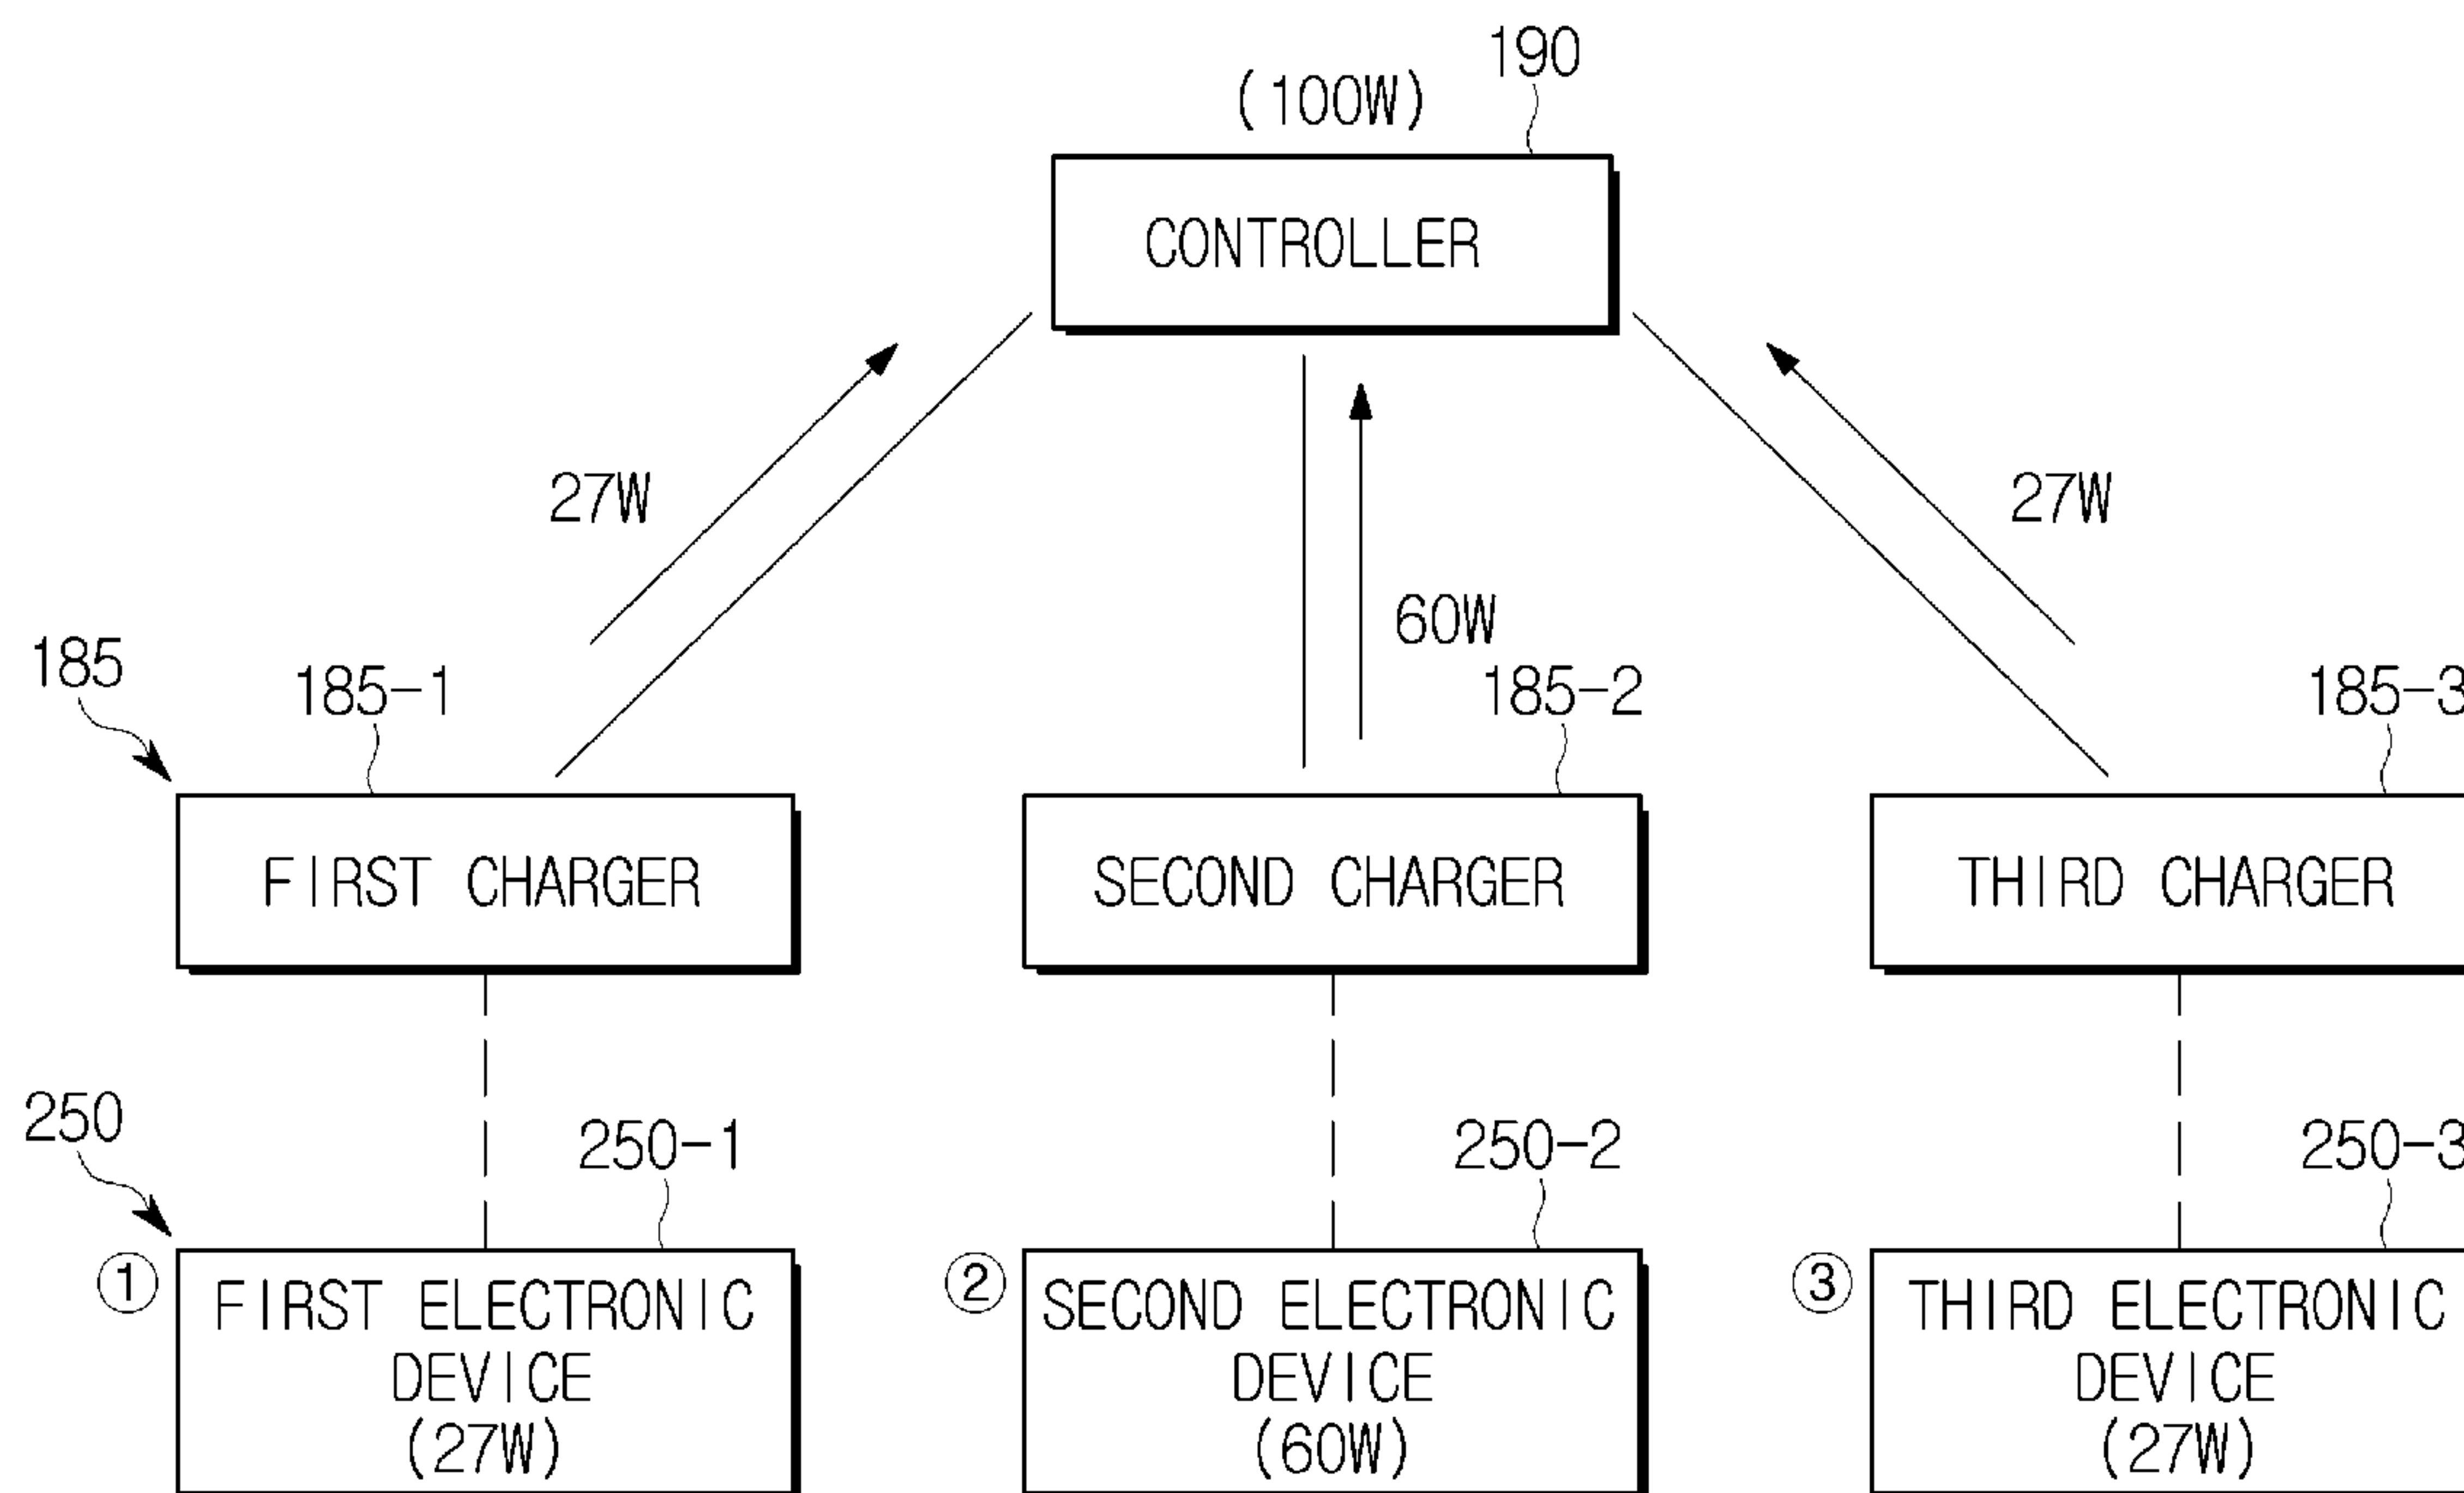 190
(100W)
CONTROLLER
27W
27W
60W
185
185-1
185-2
185-3
FIRST CHARGER
SECOND CHARGER
THIRD CHARGER
250
250-1
250-2
250-3
① FIRST ELECTRONIC
DEVICE
(27W)
② SECOND ELECTRONIC
DEVICE
(60W)
③ THIRD ELECTRONIC
DEVICE
(27W)